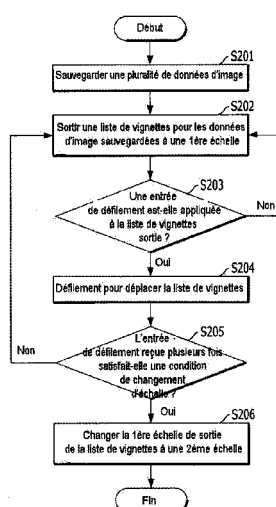 Début
S201
Sauvegarder une pluralité de données d'image
S202
Sortir une liste de vignettes pour les données
d'image sauvegardées à une 1ère échelle
S203
Une entrée
de défilement est-elle appliquée
à la liste de vignettes
sortie ?
Non
Oui
S204
Défilement pour déplacer la liste de vignettes
S205
L'entrée
de défilement reçue plusieurs fois
satisfait-elle une condition
de changement
d'échelle ?
Non
Oui
S206
Changer la 1ère échelle de sortie
de la liste de vignettes à une 2ème échelle
Fin